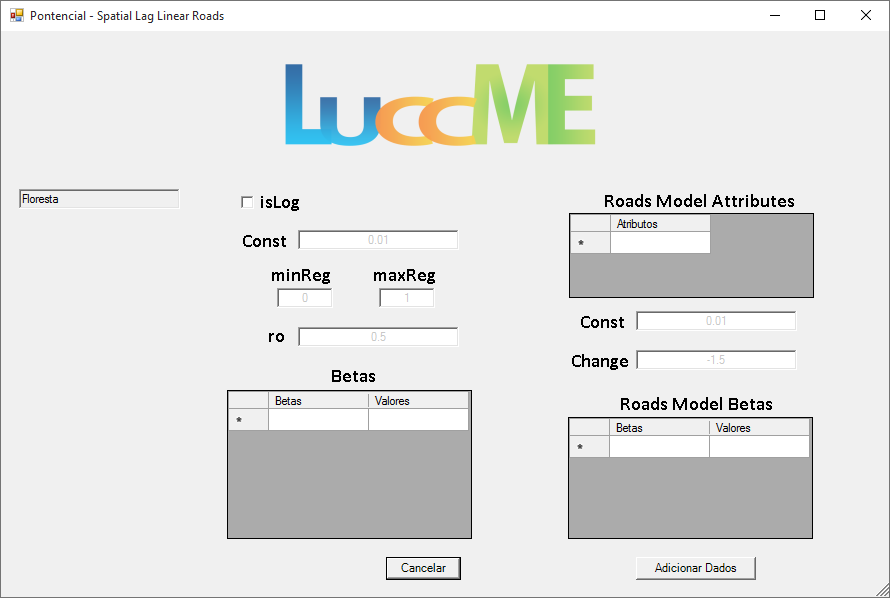 Pontencial - Spatial Lag Linear Roads
LuccME
Floresta
isLog
Const 0.01
minReg maxReg
0 1
ro 0.5
Betas
Betas Valores
*
Cancelar
Roads Model Attributes
Atributos
*
Const 0.01
Change -1.5
Roads Model Betas
Betas Valores
*
Adicionar Dados